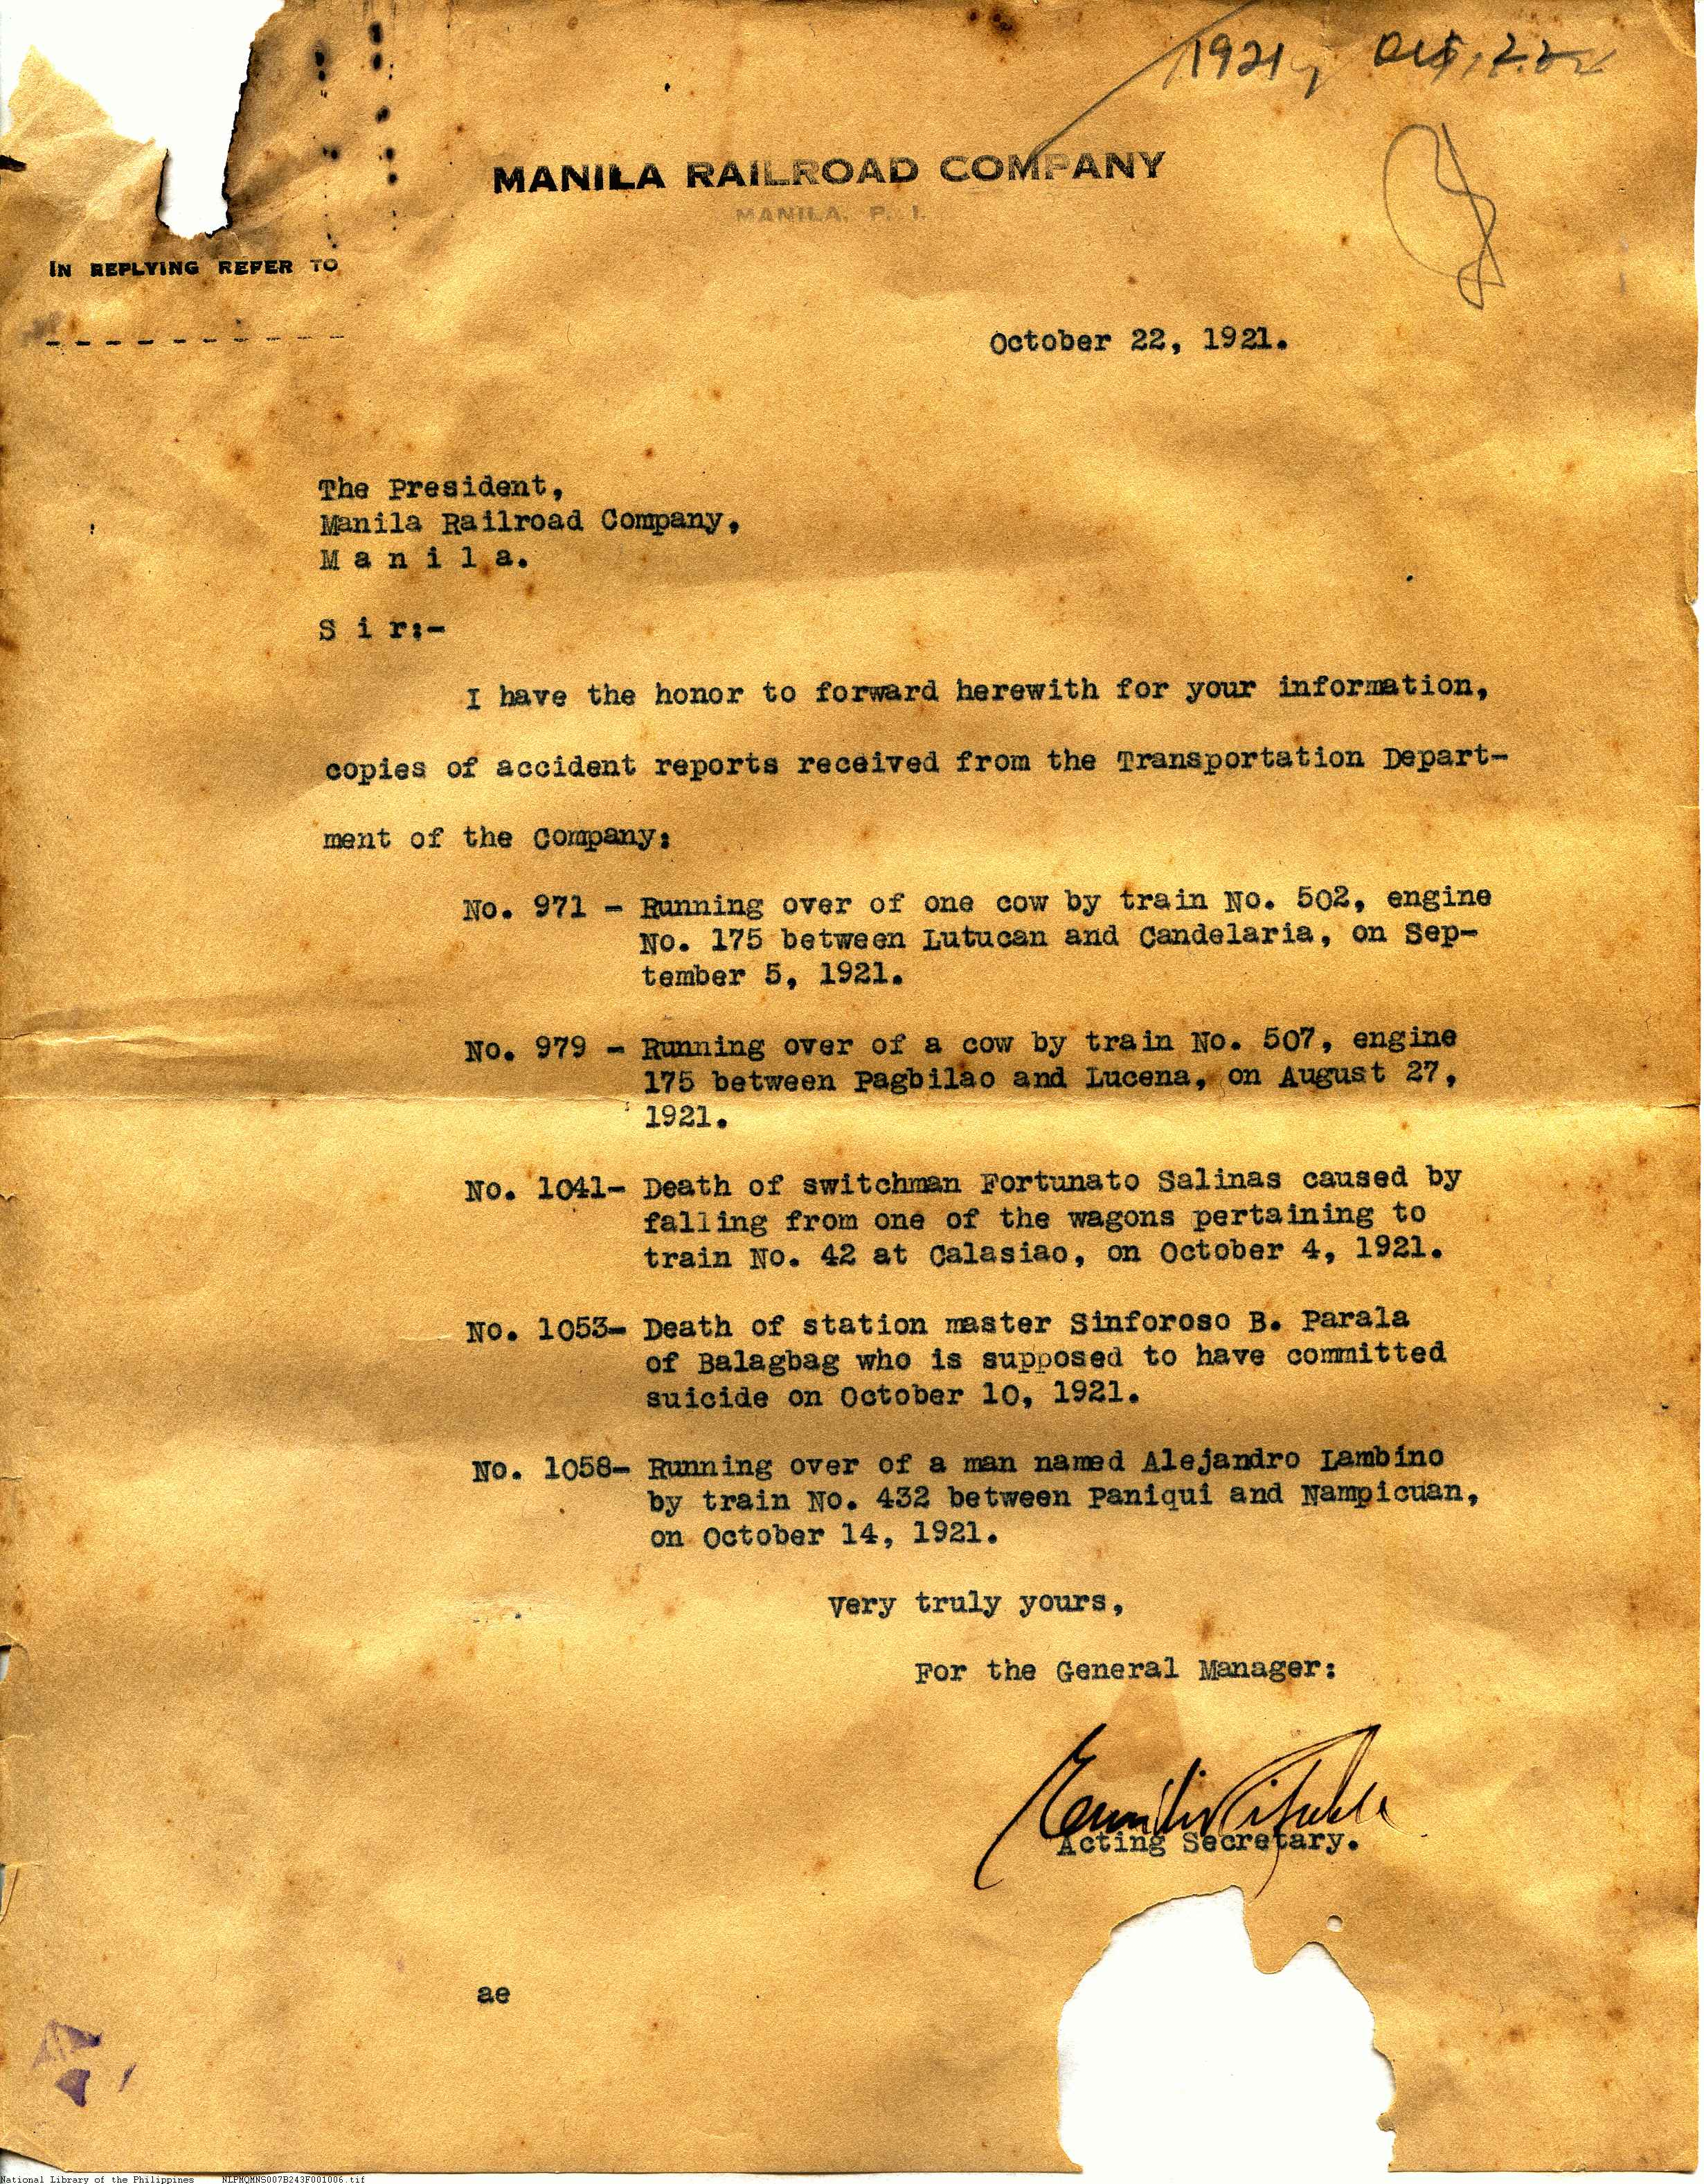 1921, Oct, 22
MANILA RAILROAD COMPANY
MANILA, P. I.
IN REPLYING REFER TO
October 22, 1921.
The President,
Manila Railroad Company,
M a n i l a.
S i r:-
I have the honor to forward herewith for your information,
copies of accident reports received from the Transportation Depart-
ment of the Company:
No. 971 - Running over of one cow by train No. 502, engine
No. 175 between Lutucan and Candelaria, on Sep-
tember 5, 1921.
No. 979 - Running over of a cow by train No. 507, engine
175 between Pagbilao and Lucena, on August 27,
1921.
No. 1041- Death of switchman Fortunato Salinas caused by
falling from one of the wagons pertaining to
train No. 42 at Calasiao, on October 4, 1921.
No. 1053- Death of station master Sinforoso B. Parala
of Balagbag who is supposed to have committed
suicide on October 10, 1921.
No. 1058- Running over of a man named Alejandro Lambino
by train No. 432 between Paniqui and Nampicuan,
on October 14, 1921.
Very truly yours,
For the General Manager:
Acting Secretary.
ae
National Library of the Philippines NLPMQMNS007B243F001006.tif